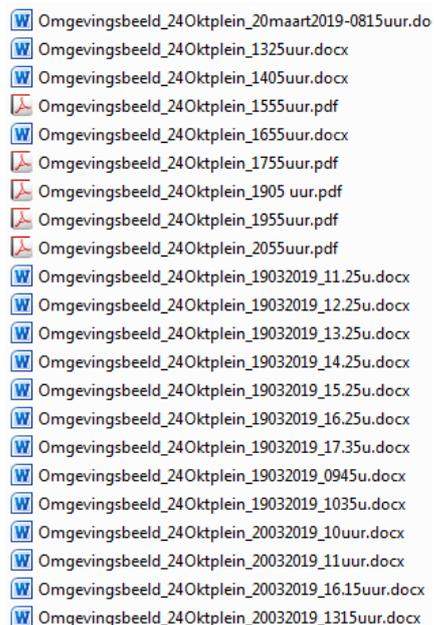 Omgevingsbeeld_24Oktplein_20maart2019-0815uur.do
Omgevingsbeeld_24Oktplein_1325uur.docx
Omgevingsbeeld_24Oktplein_1405uur.docx
Omgevingsbeeld_24Oktplein_1555uur.pdf
Omgevingsbeeld_24Oktplein_1655uur.docx
Omgevingsbeeld_24Oktplein_1755uur.pdf
Omgevingsbeeld_24Oktplein_1905 uur.pdf
Omgevingsbeeld_24Oktplein_1955uur.pdf
Omgevingsbeeld_24Oktplein_2055uur.pdf
Omgevingsbeeld_24Oktplein_19032019_11.25u.docx
Omgevingsbeeld_24Oktplein_19032019_12.25u.docx
Omgevingsbeeld_24Oktplein_19032019_13.25u.docx
Omgevingsbeeld_24Oktplein_19032019_14.25u.docx
Omgevingsbeeld_24Oktplein_19032019_15.25u.docx
Omgevingsbeeld_24Oktplein_19032019_16.25u.docx
Omgevingsbeeld_24Oktplein_19032019_17.35u.docx
Omgevingsbeeld_24Oktplein_19032019_0945u.docx
Omgevingsbeeld_24Oktplein_19032019_1035u.docx
Omgevingsbeeld_24Oktplein_20032019_10uur.docx
Omgevingsbeeld_24Oktplein_20032019_11uur.docx
Omgevingsbeeld_24Oktplein_20032019_16.15uur.docx
Omgevingsbeeld_24Oktplein_20032019_1315uur.docx